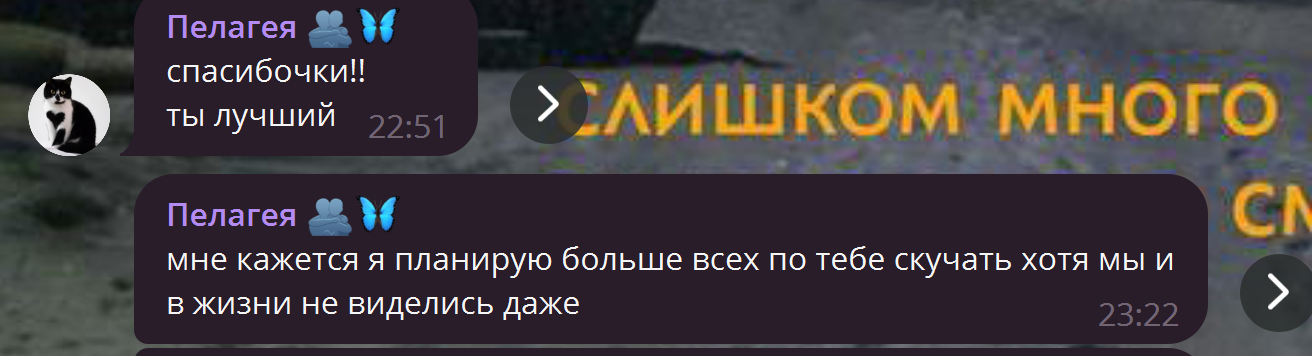 Пелагея 🫂🦋
спасибочки!!
ты лучший 22:51
СЛИШКОМ МНОГО
Пелагея 🫂🦋
мне кажется я планирую больше всех по тебе скучать хотя мы и
в жизни не виделись даже
23:22